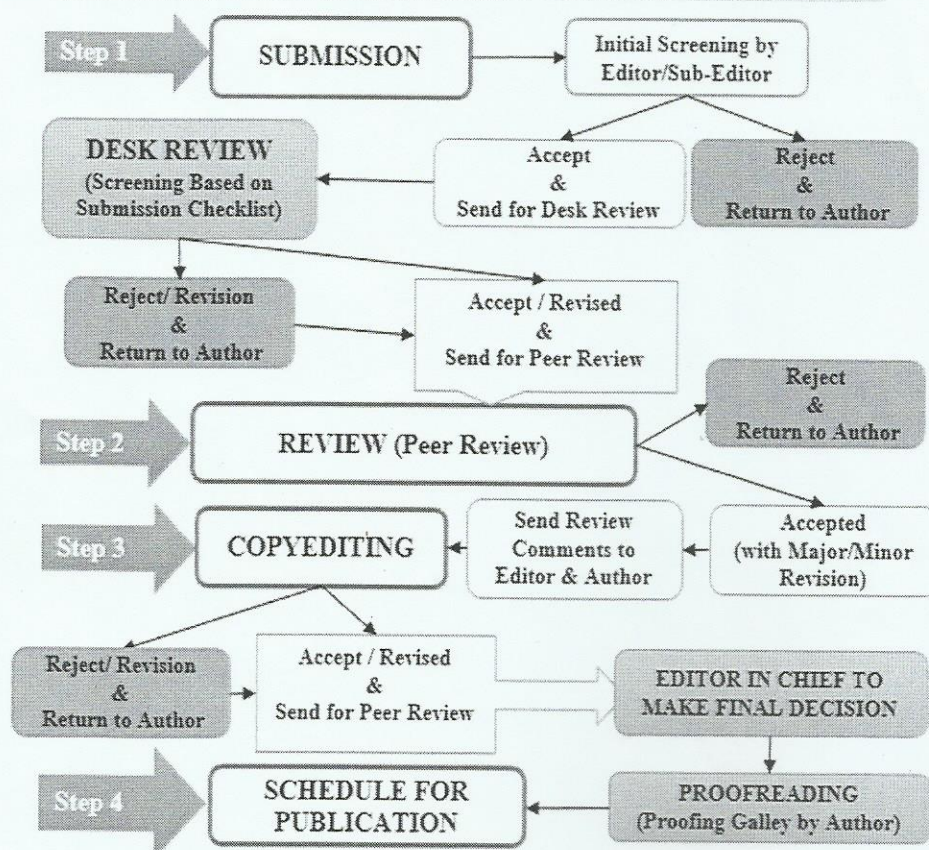 Step 1
SUBMISSION
Initial Screening by
Editor/Sub-Editor
DESK REVIEW
(Screening Based on
Submission Checklist)
Accept
&
Send for Desk Review
Reject
&
Return to Author
Reject/ Revision
&
Return to Author
Accept / Revised
&
Send for Peer Review
Reject
&
Return to Author
Step 2
REVIEW (Peer Review)
Step 3
COPYEDITING
Send Review
Comments to
Editor & Author
Accepted
(with Major/Minor
Revision)
Reject/ Revision
&
Return to Author
Accept / Revised
&
Send for Peer Review
EDITOR IN CHIEF TO
MAKE FINAL DECISION
Step 4
SCHEDULE FOR
PUBLICATION
PROOFREADING
(Proofing Galley by Author)